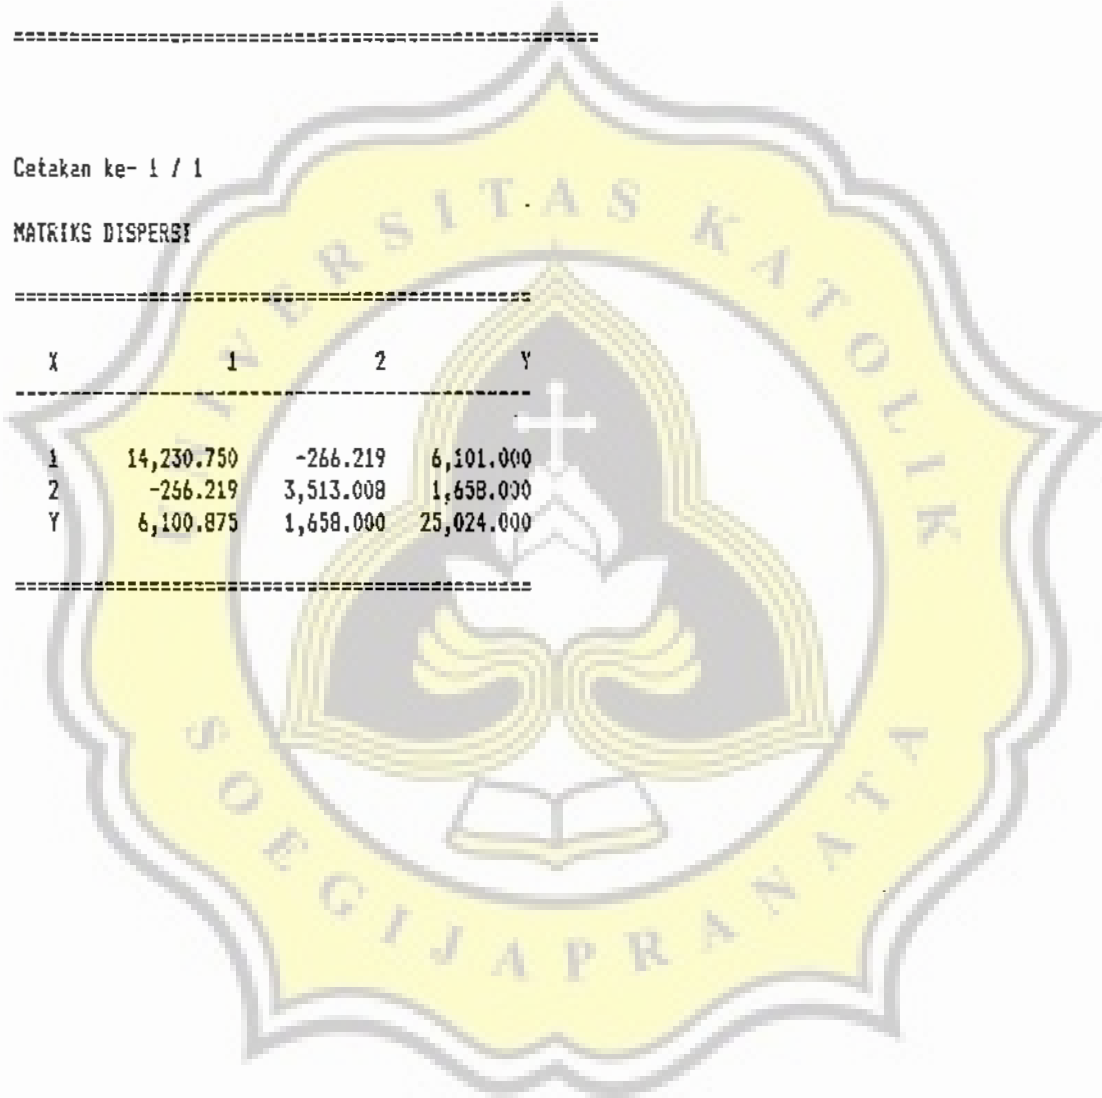 ================================================
Cetakan ke- 1 / 1
MATRIKS DISPERSI
================================================
X 1 2 Y
------------------------------------------------
1 14,230.750 -266.219 6,101.000
2 -266.219 3,513.008 1,658.000
Y 6,100.875 1,658.000 25,024.000
================================================
UNIVERSITAS KATOLIK
SOEGIJAPRANATA